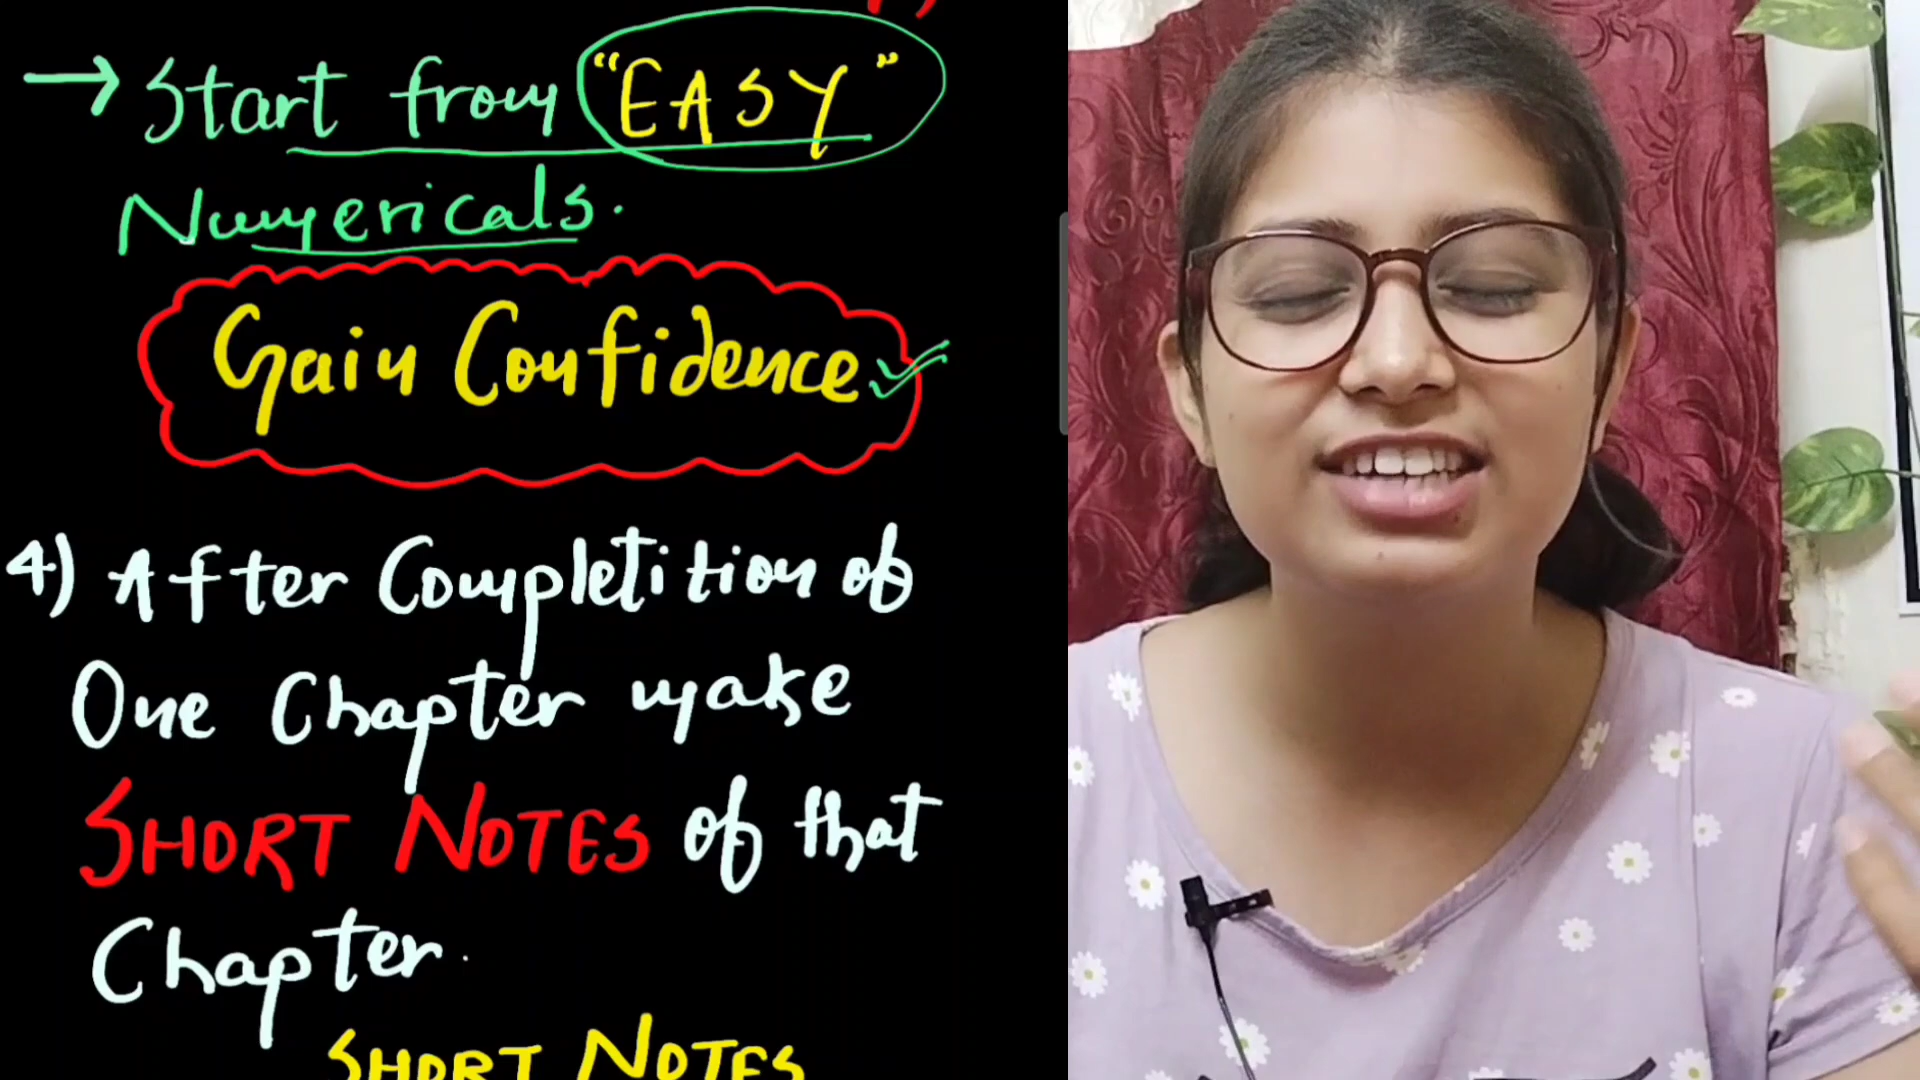 → Start from "EASY"
Numericals.
Gain Confidence
4) After Completition of
One Chapter make
SHORT NOTES of that
Chapter.
SHORT NOTES